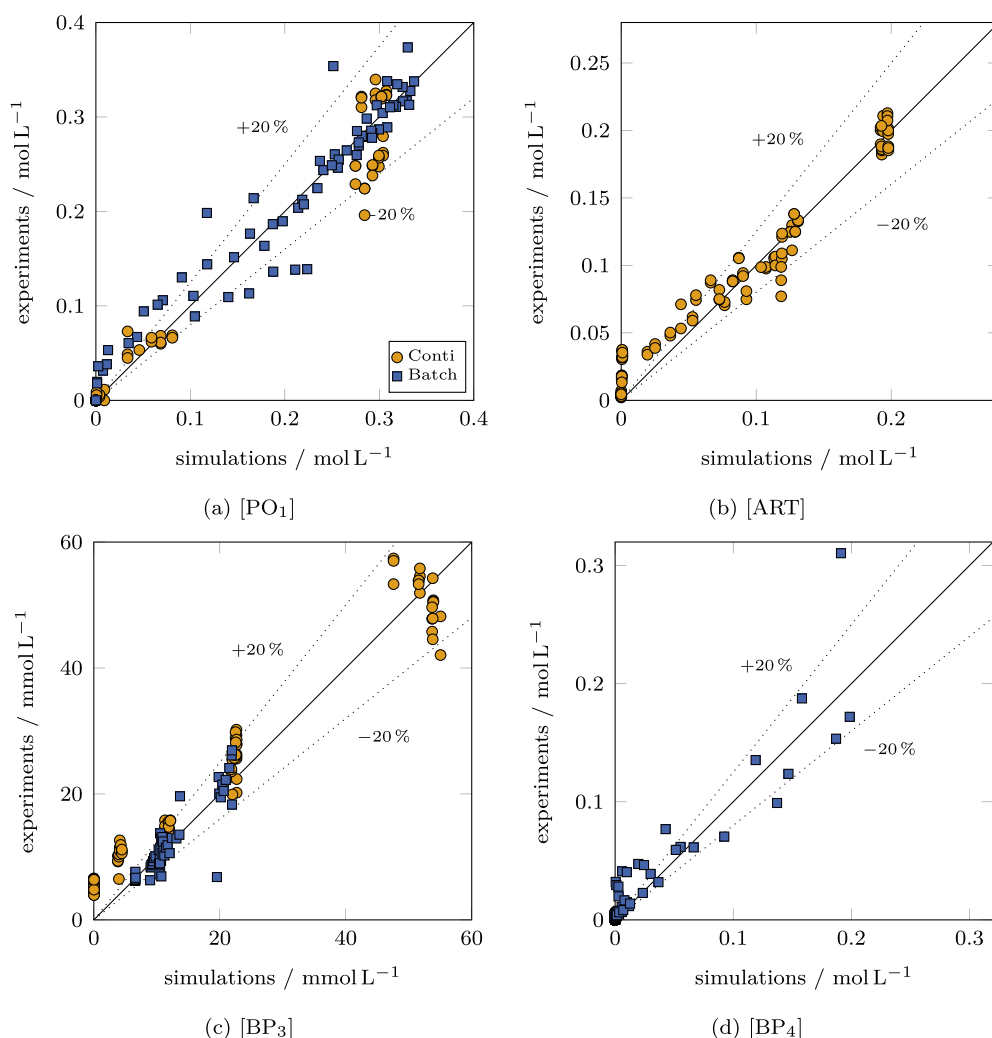 0.4
0.3
0.2
0.1
0
0 0.1 0.2 0.3 0.4
experiments / mol L⁻¹
simulations / mol L⁻¹
+20 %
−20 %
Conti
Batch
(a) [PO₁]
0.25
0.2
0.15
0.1
0.05
0
0 0.1 0.2
experiments / mol L⁻¹
simulations / mol L⁻¹
+20 %
−20 %
(b) [ART]
60
40
20
0
0 20 40 60
experiments / mmol L⁻¹
simulations / mmol L⁻¹
+20 %
−20 %
(c) [BP₃]
0.3
0.2
0.1
0
0 0.1 0.2 0.3
experiments / mol L⁻¹
simulations / mol L⁻¹
+20 %
−20 %
(d) [BP₄]